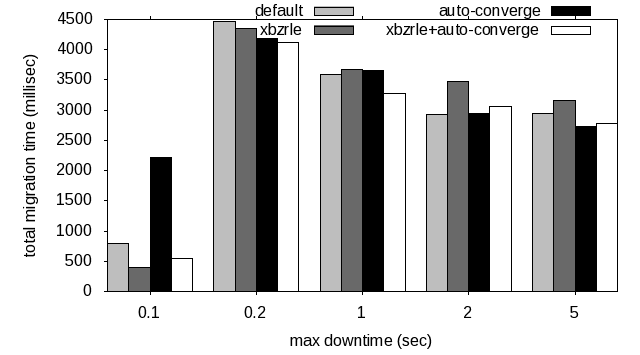 default
auto-converge
xbzrle
xbzrle+auto-converge
4500
4000
3500
3000
2500
2000
1500
1000
500
0
total migration time (millisec)
0.1 0.2 1 2 5
max downtime (sec)